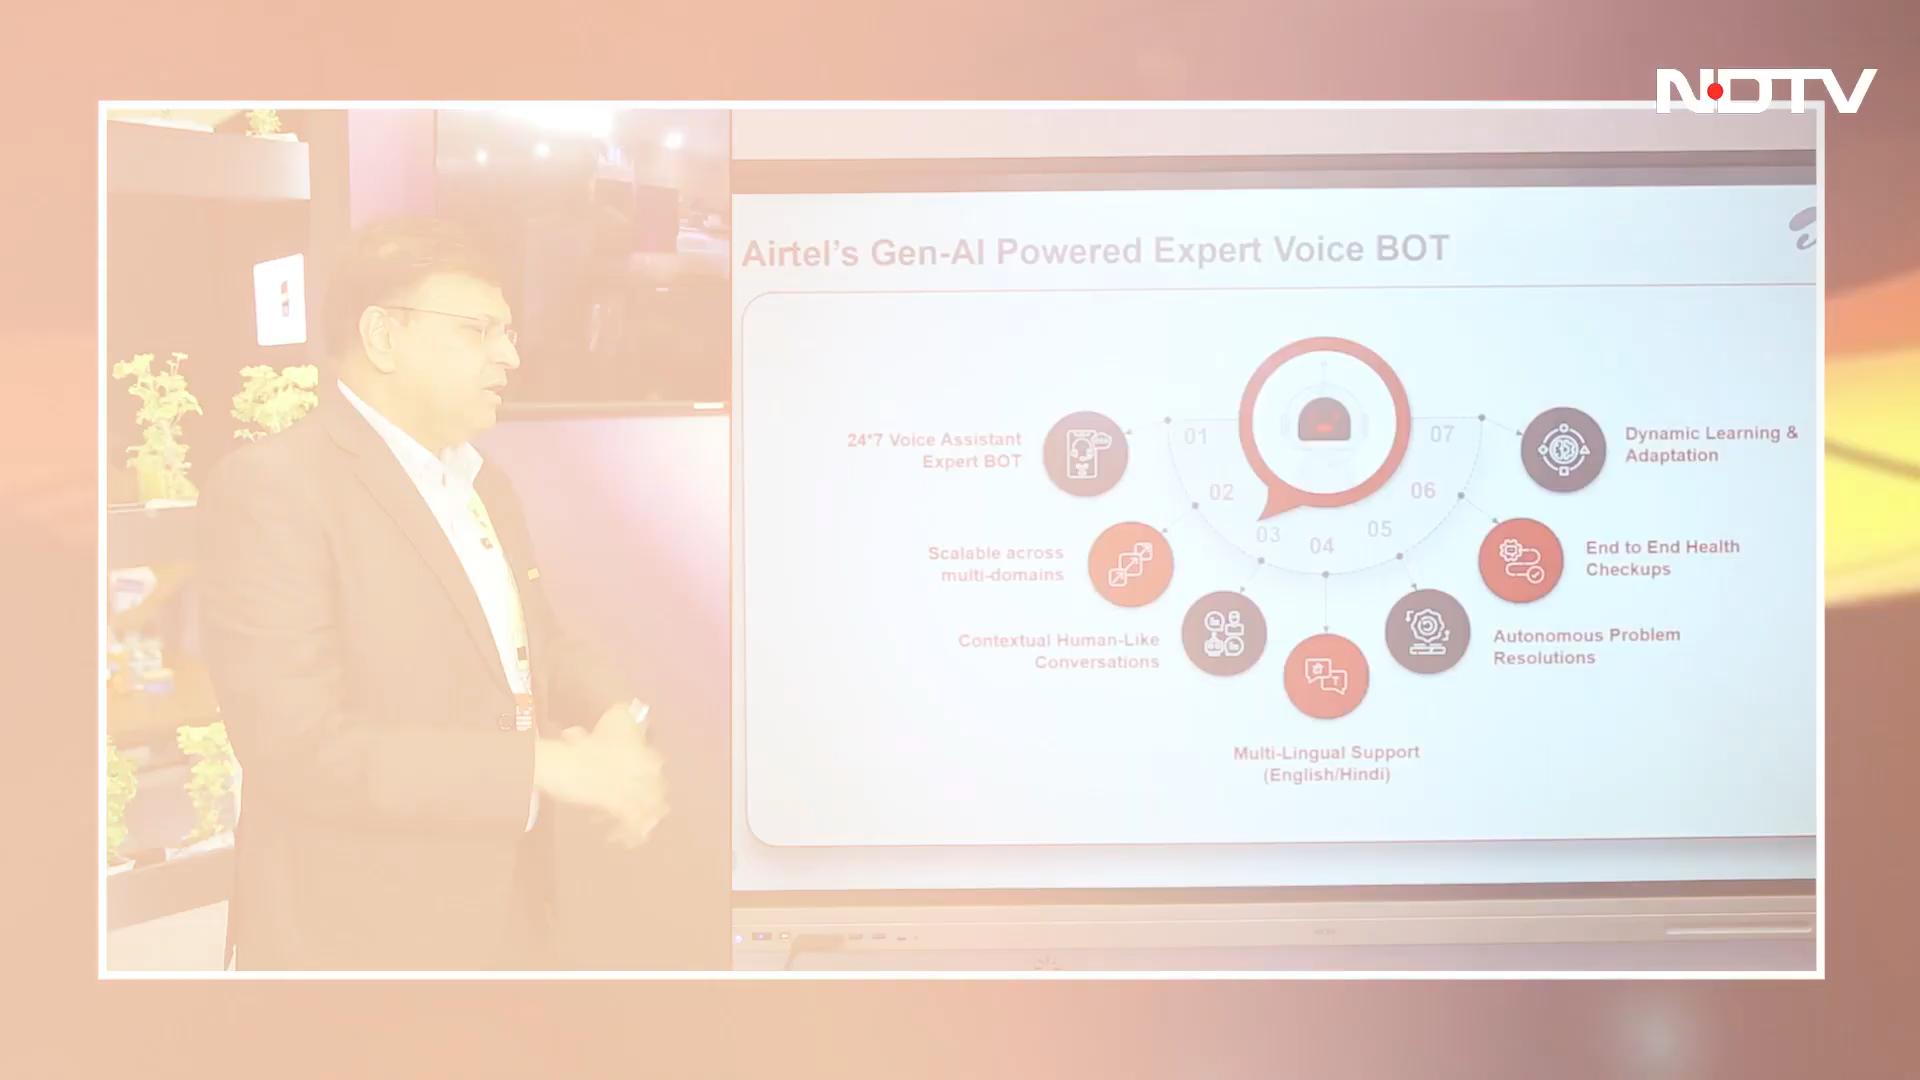 NDTV
Airtel's Gen-AI Powered Expert Voice BOT
24*7 Voice Assistant
Expert BOT
01
07
Dynamic Learning &
Adaptation
02
06
Scalable across
multi-domains
03
04
05
End to End Health
Checkups
Contextual Human-Like
Conversations
Autonomous Problem
Resolutions
Multi-Lingual Support
(English/Hindi)